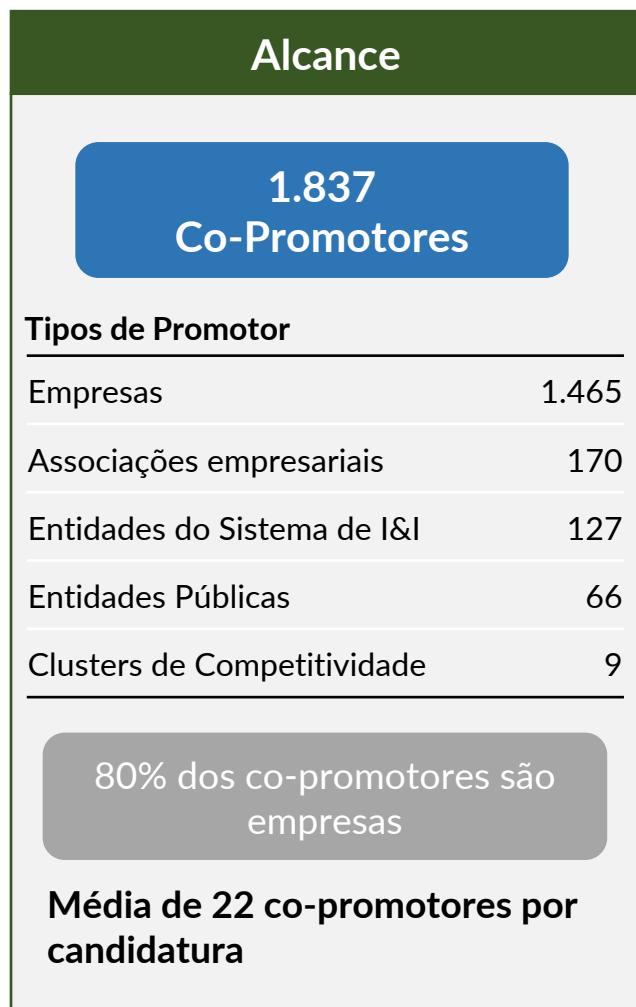 Alcance
1.837
Co-Promotores
Tipos de Promotor
Empresas 1.465
Associações empresariais 170
Entidades do Sistema de I&I 127
Entidades Públicas 66
Clusters de Competitividade 9
80% dos co-promotores são
empresas
Média de 22 co-promotores por
candidatura